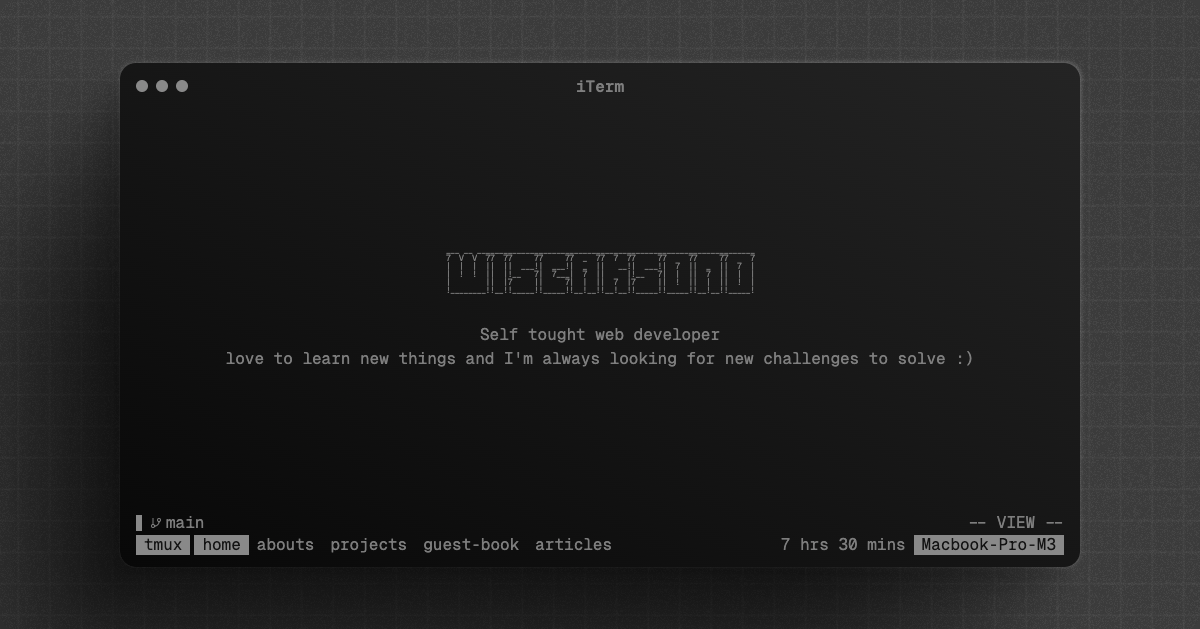 iTerm
Self tought web developer
love to learn new things and I'm always looking for new challenges to solve :)
main
-- VIEW --
tmux home abouts projects guest-book articles 7 hrs 30 mins Macbook-Pro-M3